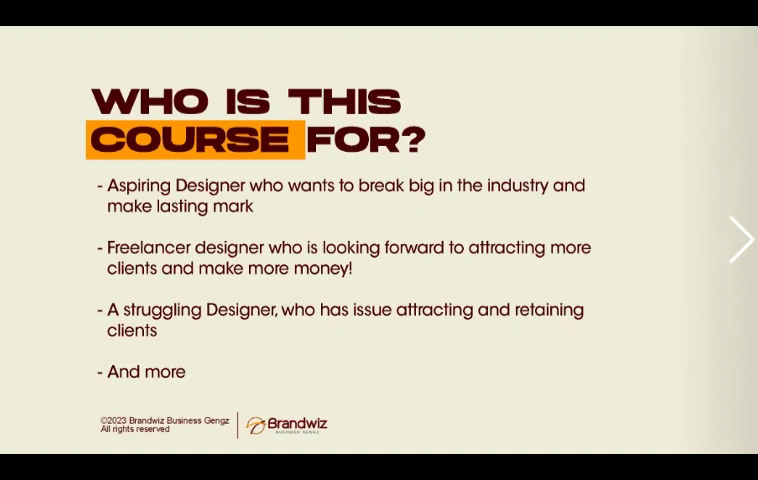 WHO IS THIS
COURSE FOR?
- Aspiring Designer who wants to break big in the industry and
make lasting mark
- Freelancer designer who is looking forward to attracting more
clients and make more money!
- A struggling Designer, who has issue attracting and retaining
clients
- And more
©2023 Brandwiz Business Gengz
All rights reserved
Brandwiz
BUSINESS GENGZ